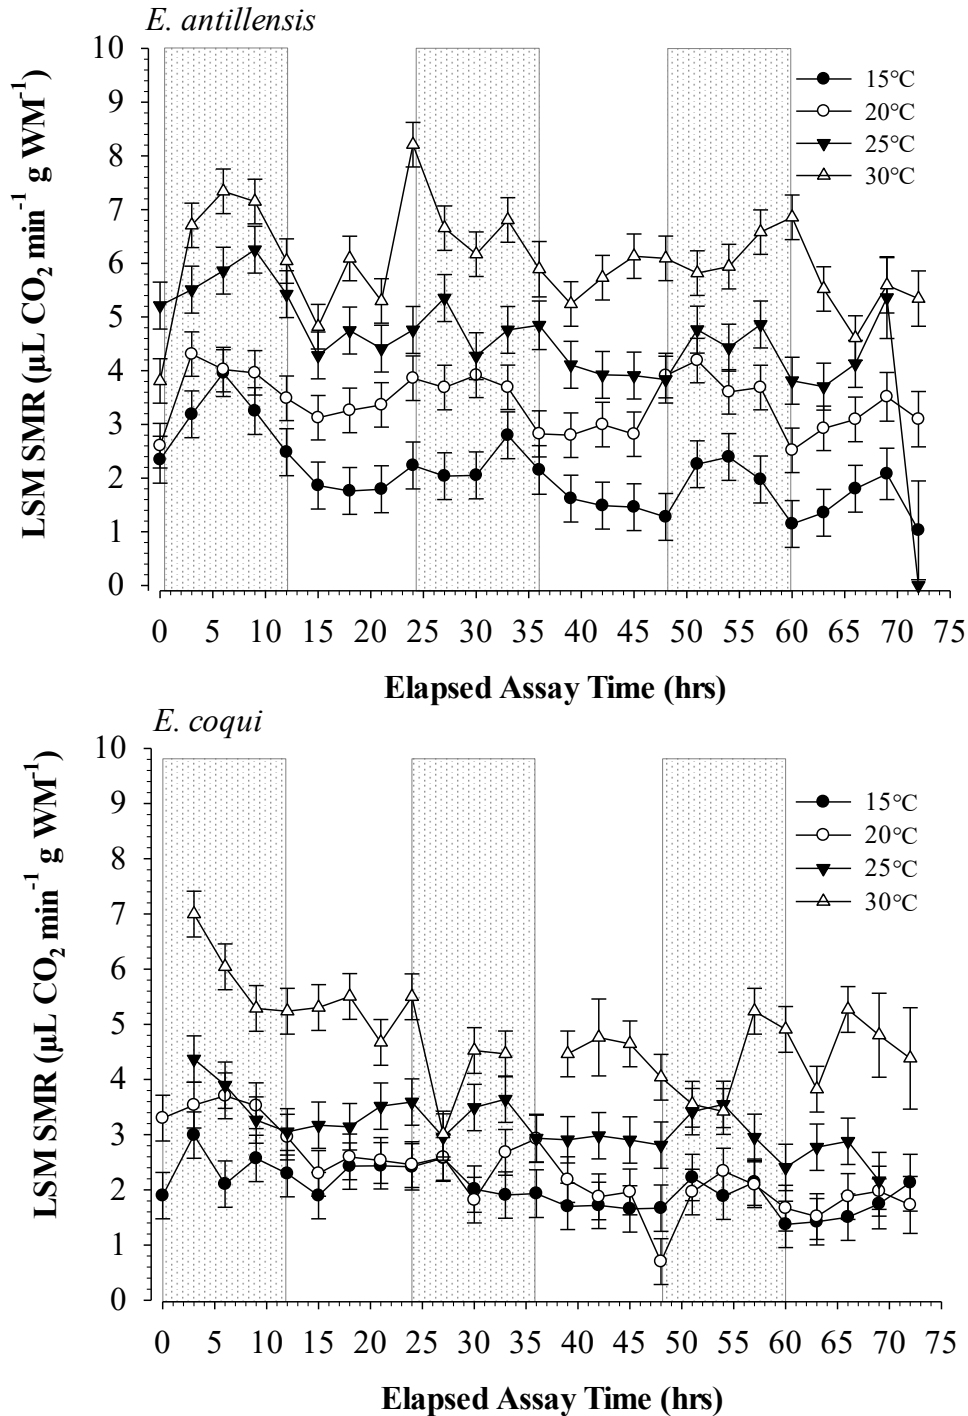 E. antillensis
10
9
8
7
6
5
4
3
2
1
0
LSM SMR (µL CO₂ min⁻¹ g WM⁻¹)
15°C
20°C
25°C
30°C
0 5 10 15 20 25 30 35 40 45 50 55 60 65 70 75
Elapsed Assay Time (hrs)
E. coqui
10
9
8
7
6
5
4
3
2
1
0
LSM SMR (µL CO₂ min⁻¹ g WM⁻¹)
15°C
20°C
25°C
30°C
0 5 10 15 20 25 30 35 40 45 50 55 60 65 70 75
Elapsed Assay Time (hrs)